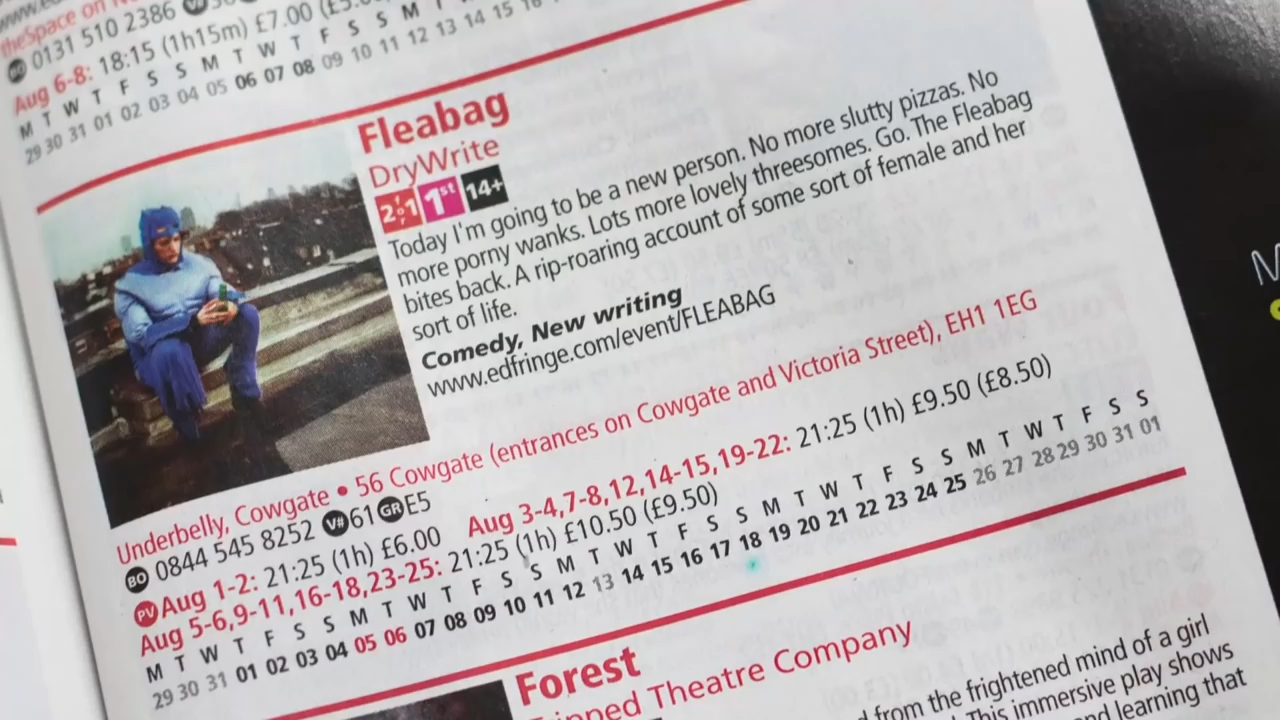 theSpace on N
BO 0131 510 2386
Aug 6-8: 18:15 (1h15m) £7.00
M T W T F S S M T W T F S S M T
29 30 31 01 02 03 04 05 06 07 08 09 10 11 12 13 14 15 16
Fleabag
DryWrite
2for1 1st 14+
Today I'm going to be a new person. No more slutty pizzas. No
more porny wanks. Lots more lovely threesomes. Go. The Fleabag
bites back. A rip-roaring account of some sort of female and her
sort of life.
Comedy, New writing
www.edfringe.com/event/FLEABAG
Underbelly, Cowgate • 56 Cowgate (entrances on Cowgate and Victoria Street), EH1 1EG
BO 0844 545 8252 V# 61 GR E5
PV Aug 1-2: 21:25 (1h) £6.00 Aug 3-4,7-8,12,14-15,19-22: 21:25 (1h) £9.50 (£8.50)
Aug 5-6,9-11,16-18,23-25: 21:25 (1h) £10.50 (£9.50)
M T W T F S S M T W T F S S M T W T F S S M T W T F S S M T W T F S S
29 30 31 01 02 03 04 05 06 07 08 09 10 11 12 13 14 15 16 17 18 19 20 21 22 23 24 25 26 27 28 29 30 31 01
Forest
Theatre Company
from the frightened mind of a girl
This immersive play shows
and learning that